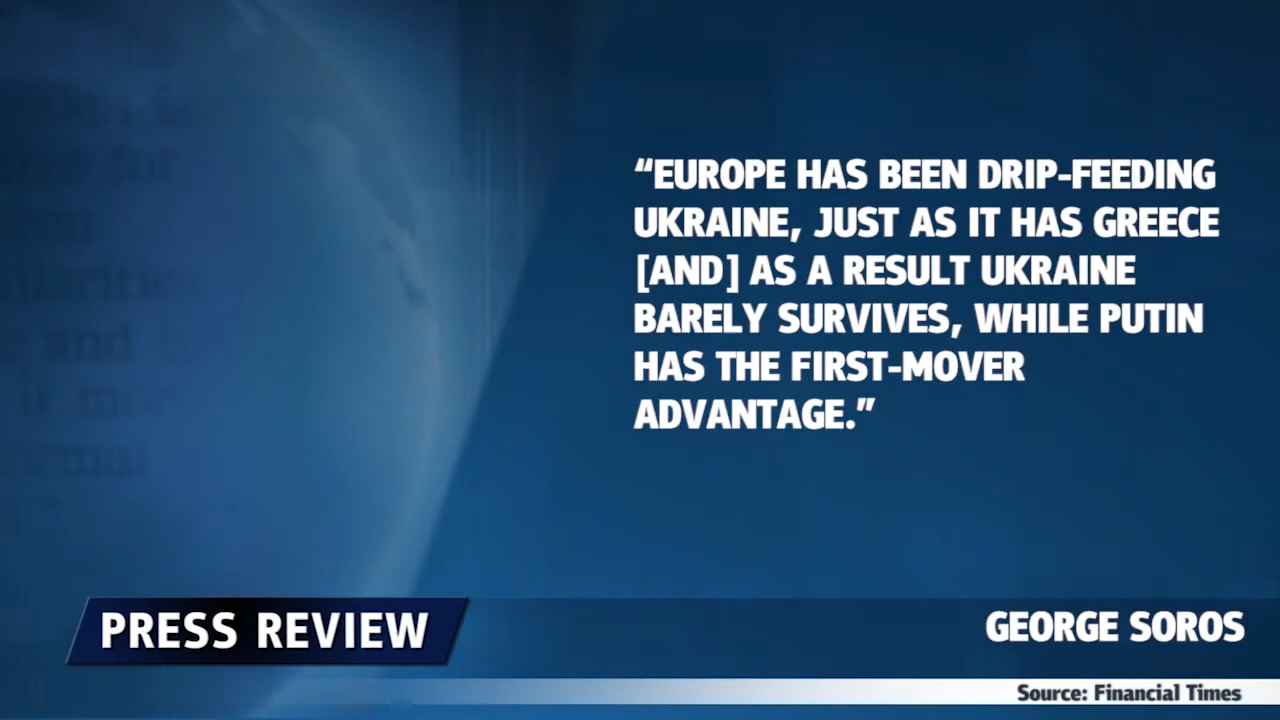 “EUROPE HAS BEEN DRIP-FEEDING
UKRAINE, JUST AS IT HAS GREECE
[AND] AS A RESULT UKRAINE
BARELY SURVIVES, WHILE PUTIN
HAS THE FIRST-MOVER
ADVANTAGE.”
PRESS REVIEW
GEORGE SOROS
Source: Financial Times